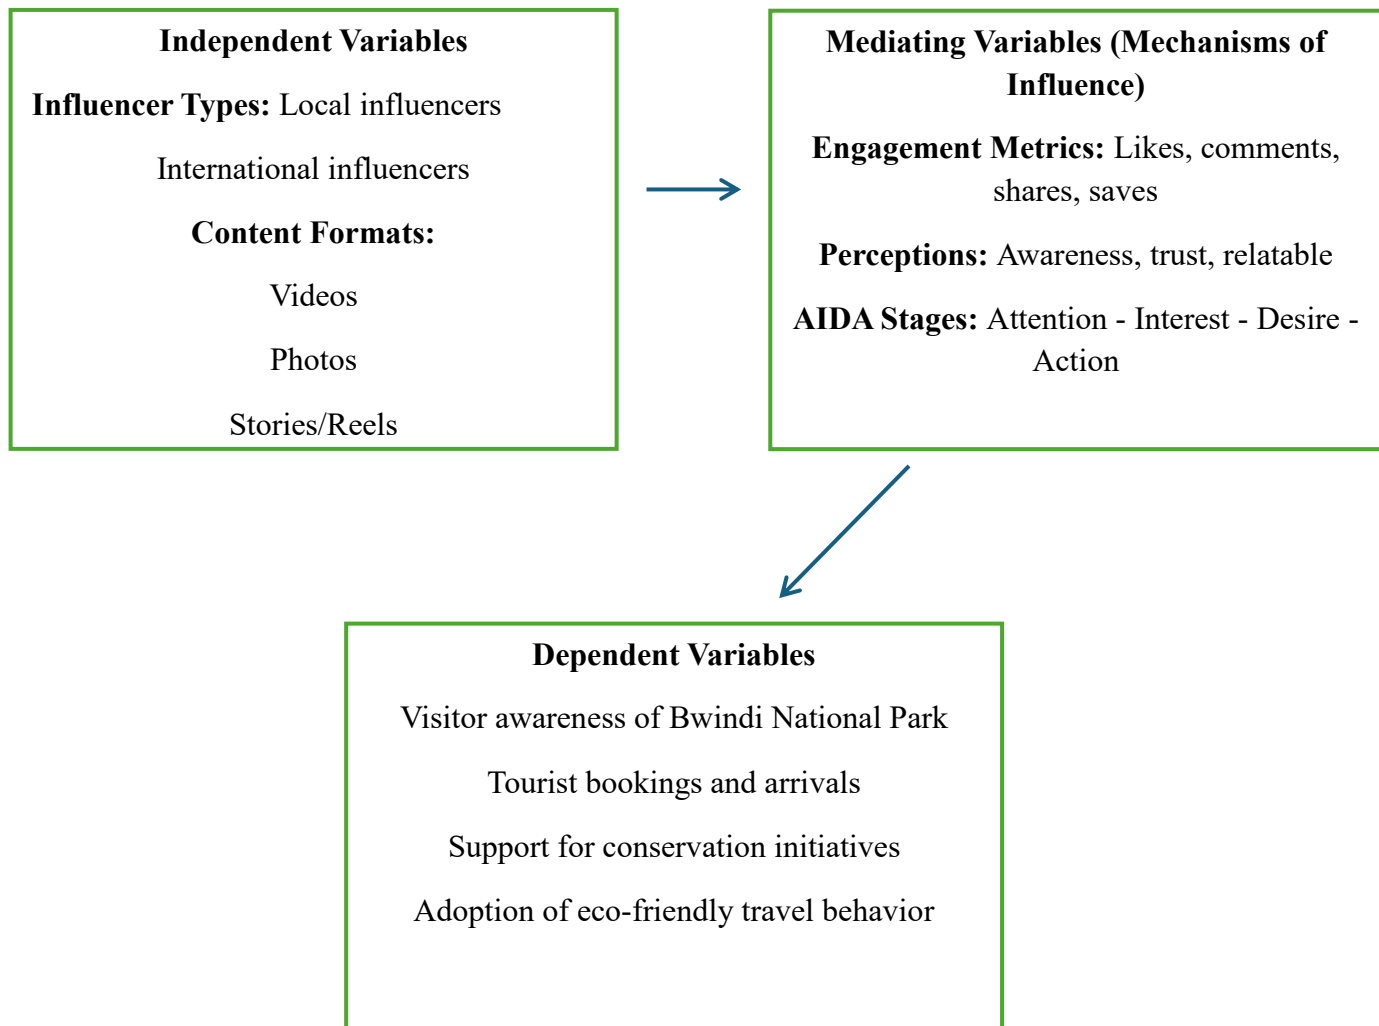 Independent Variables
Influencer Types: Local influencers
International influencers
Content Formats:
Videos
Photos
Stories/Reels
Mediating Variables (Mechanisms of
Influence)
Engagement Metrics: Likes, comments,
shares, saves
Perceptions: Awareness, trust, relatable
AIDA Stages: Attention - Interest - Desire -
Action
Dependent Variables
Visitor awareness of Bwindi National Park
Tourist bookings and arrivals
Support for conservation initiatives
Adoption of eco-friendly travel behavior